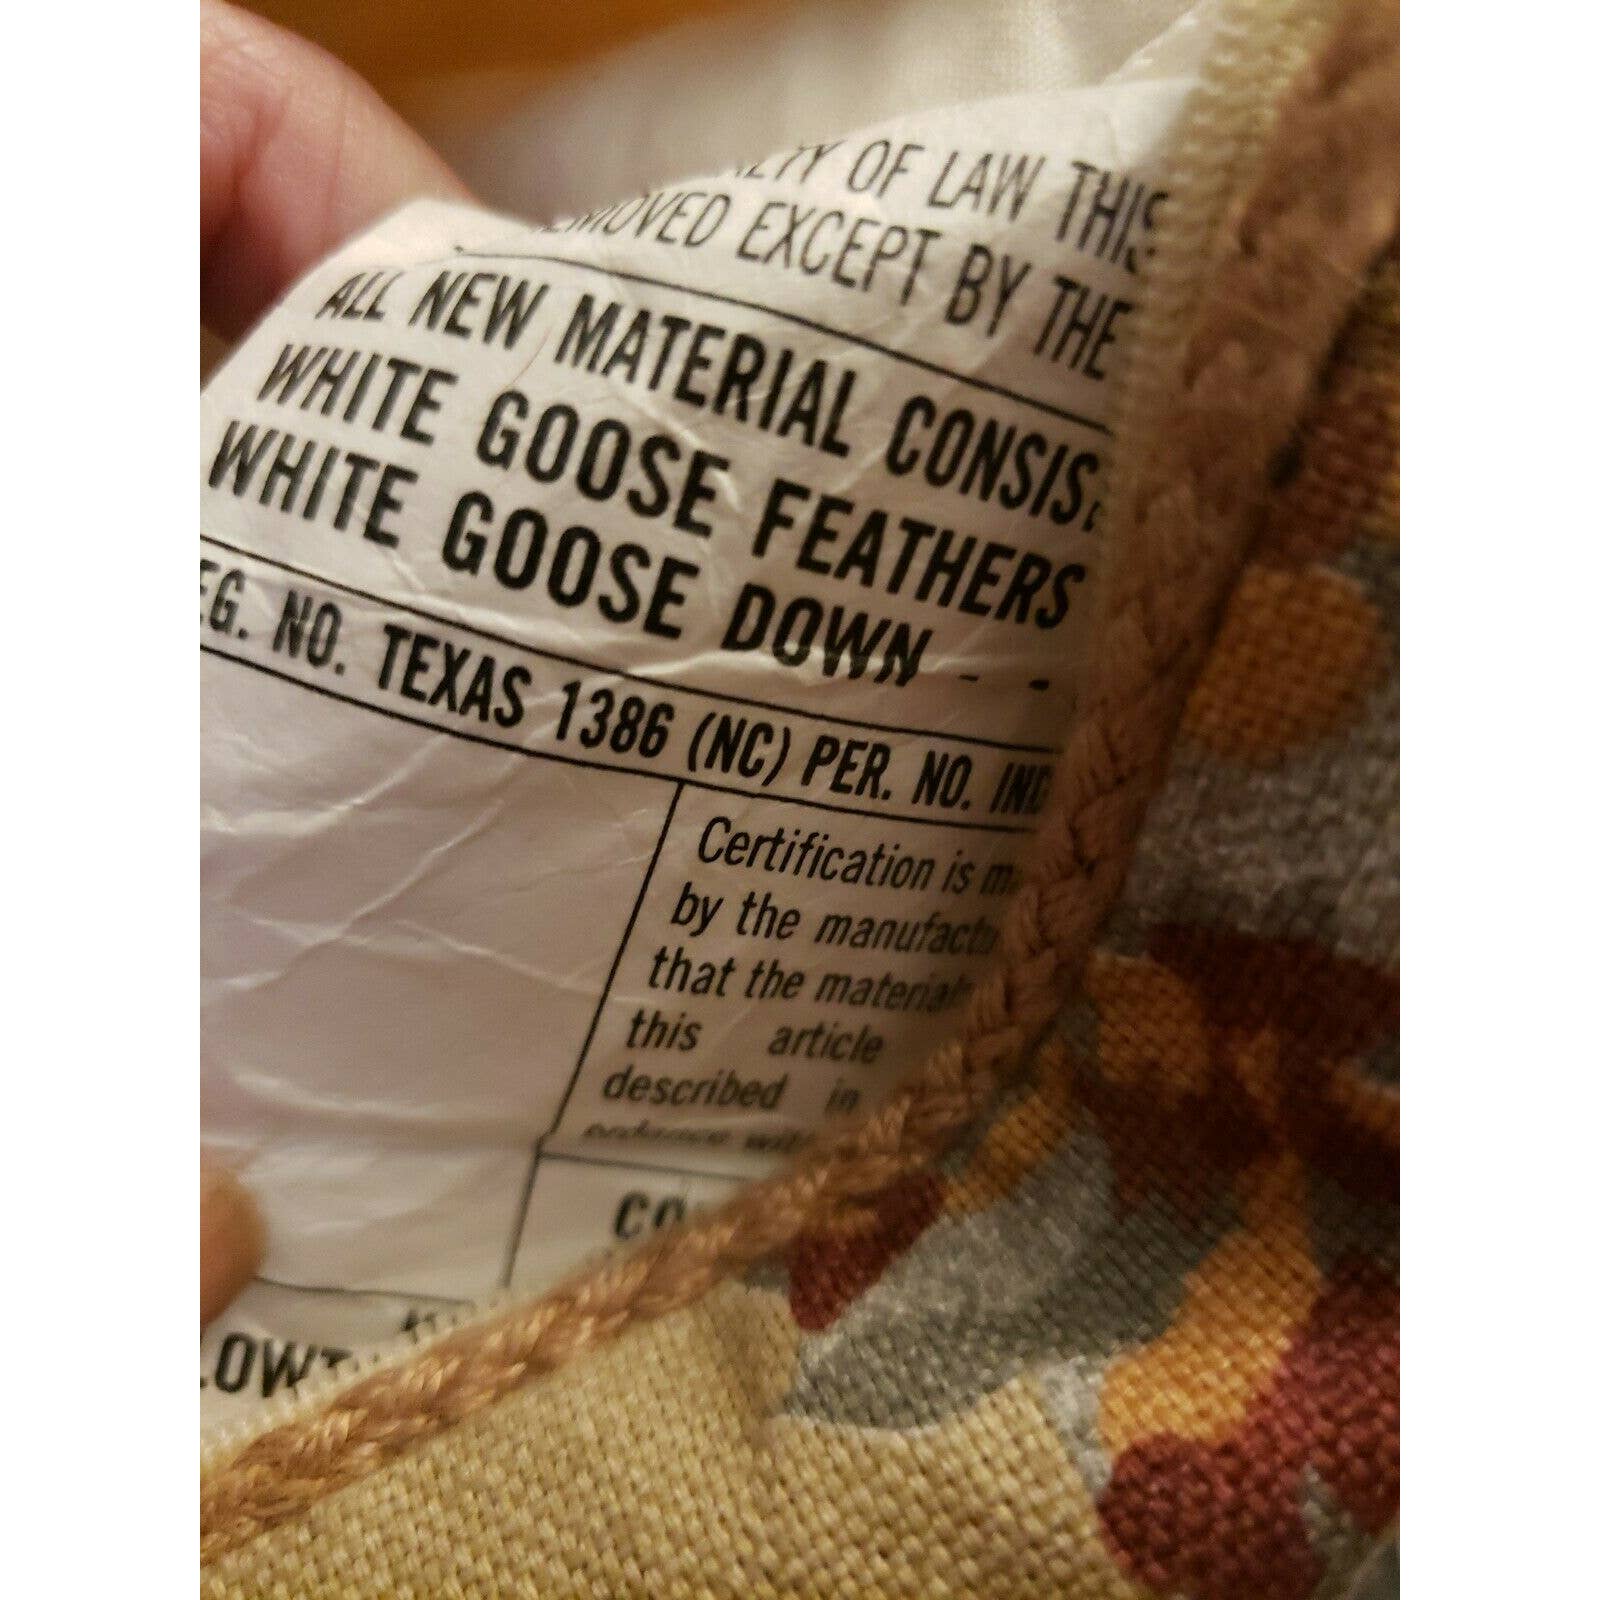 OF LAW THIS
EXCEPT BY THE
ALL NEW MATERIAL
WHITE GOOSE FEATHERS
WHITE GOOSE DOWN - -
NO. TEXAS 1386 (NC) PER. NO.
Certification is
by the
that the
this article
described in